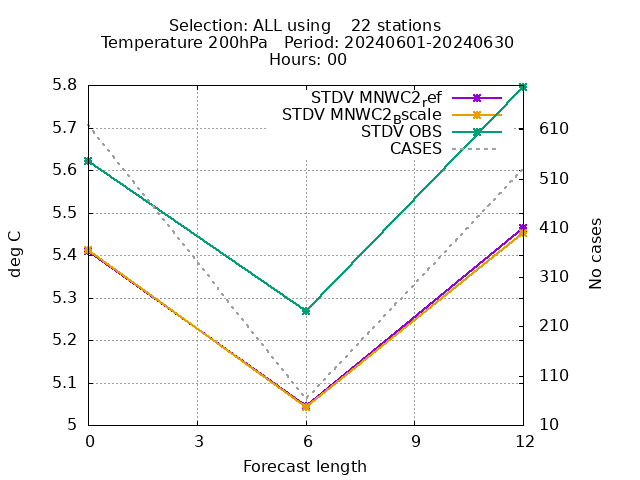 Selection: ALL using 22 stations
Temperature 200hPa Period: 20240601-20240630
Hours: 00
STDV MNWC2ref
STDV MNWC2Bscale
STDV OBS
CASES
5.8
5.7
5.6
5.5
5.4
5.3
5.2
5.1
5
deg C
610
510
410
310
210
110
10
No cases
0 3 6 9 12
Forecast length